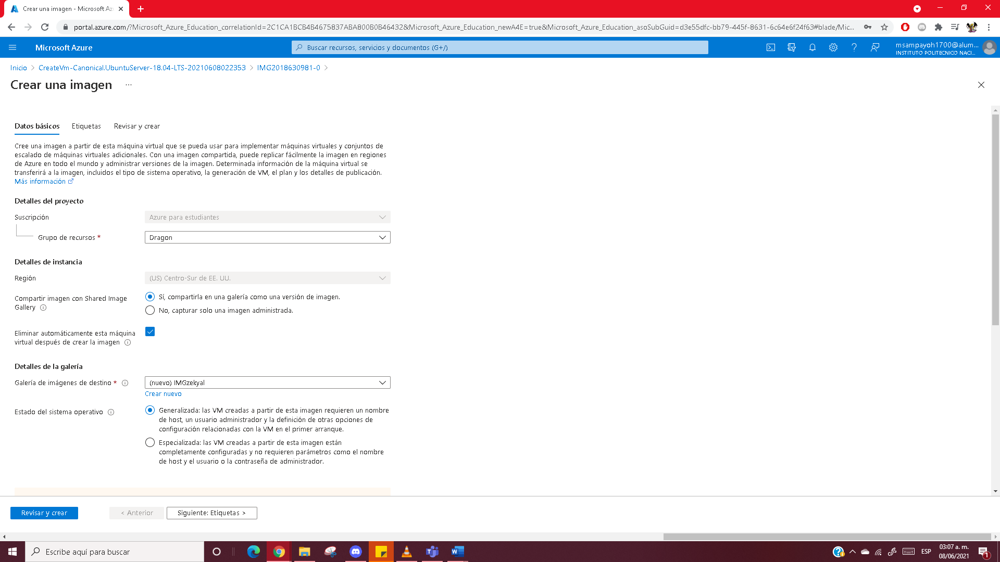 Crear una imagen - Microsoft Az
portal.azure.com/?Microsoft_Azure_Education_correlationId=2C1CA1BCB4B4675837ABA800B0B46432&Microsoft_Azure_Education_newA4E=true&Microsoft_Azure_Education_asoSubGuid=d3e55dfc-bb79-445f-8631-6c64e6f24f63#blade/Mic...
Microsoft Azure
Buscar recursos, servicios y documentos (G+/)
msampayoh1700@alum...
INSTITUTO POLITECNICO NACI...
Inicio > CreateVm-Canonical.UbuntuServer-18.04-LTS-20210608022353 > IMG2018630981-0 >
Crear una imagen ...
Datos básicos Etiquetas Revisar y crear
Cree una imagen a partir de esta máquina virtual que se pueda usar para implementar máquinas virtuales y conjuntos de
escalado de máquinas virtuales adicionales. Con una imagen compartida, puede replicar fácilmente la imagen en regiones
de Azure en todo el mundo y administrar versiones de la imagen. Determinada información de la máquina virtual se
transferirá a la imagen, incluidos el tipo de sistema operativo, la generación de VM, el plan y los detalles de publicación.
Más información
Detalles del proyecto
Suscripción
Azure para estudiantes
Grupo de recursos *
Dragon
Detalles de instancia
Región
(US) Centro-Sur de EE. UU.
Compartir imagen con Shared Image
Gallery
Sí, compartirla en una galería como una versión de imagen.
No, capturar solo una imagen administrada.
Eliminar automáticamente esta máquina
virtual después de crear la imagen
Detalles de la galería
Galería de imágenes de destino *
(nuevo) IMGzekyal
Crear nuevo
Estado del sistema operativo
Generalizada: las VM creadas a partir de esta imagen requieren un nombre
de host, un usuario administrador y la definición de otras opciones de
configuración relacionadas con la VM en el primer arranque.
Especializada: las VM creadas a partir de esta imagen están
completamente configuradas y no requieren parámetros como el nombre
de host y el usuario o la contraseña de administrador.
Revisar y crear
< Anterior
Siguiente: Etiquetas >
Escribe aquí para buscar
ESP
03:07 a. m.
08/06/2021
1